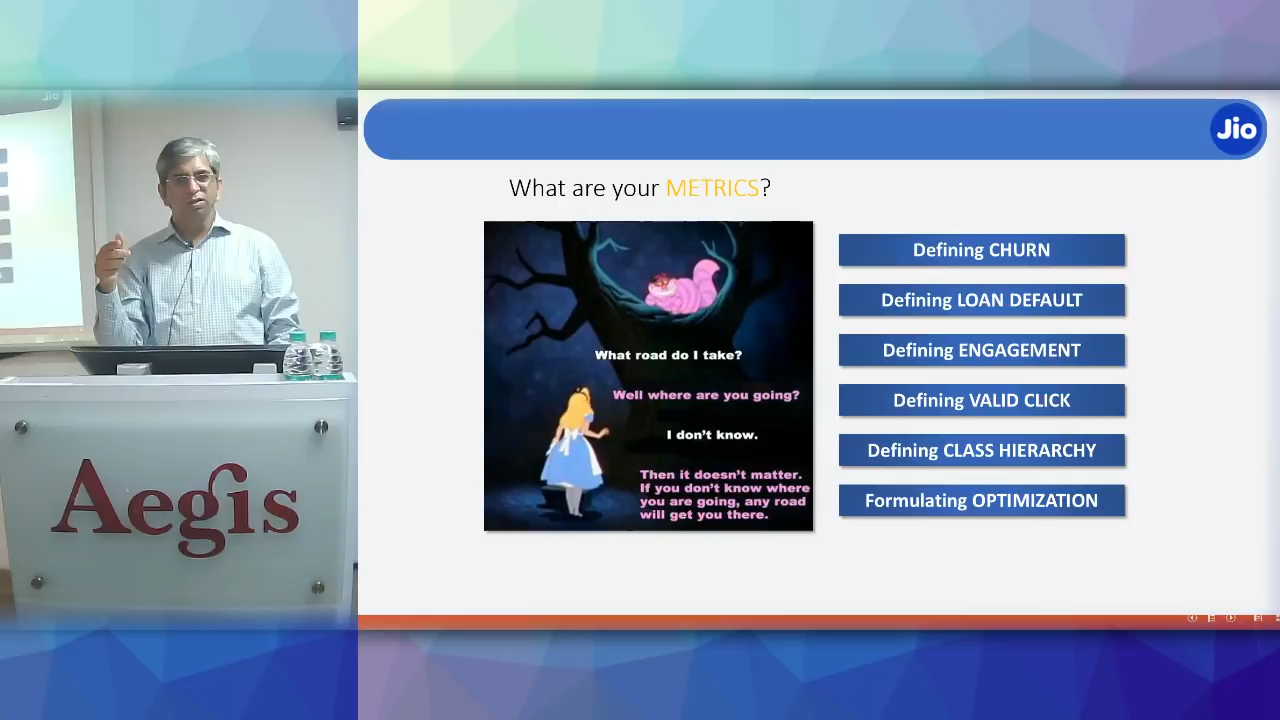 Jio
Aegis
Jio
What are your METRICS?
What road do I take?
Well where are you going?
I don't know.
Then it doesn't matter.
If you don't know where
you are going, any road
will get you there.
Defining CHURN
Defining LOAN DEFAULT
Defining ENGAGEMENT
Defining VALID CLICK
Defining CLASS HIERARCHY
Formulating OPTIMIZATION